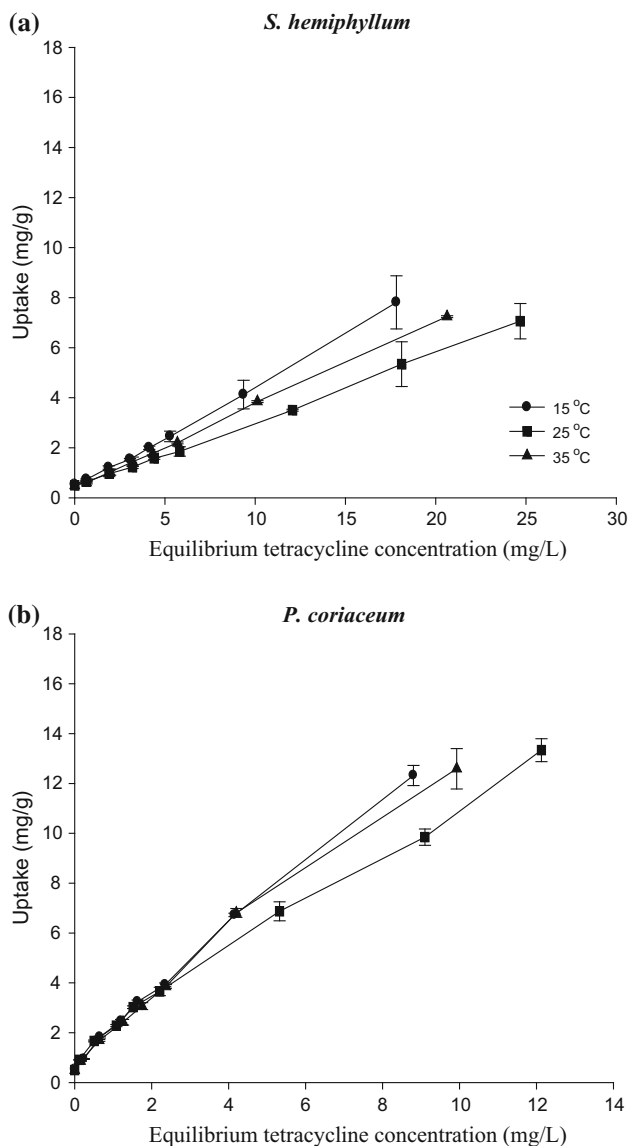 (a)
S. hemiphyllum
18
16
14
12
10
8
6
4
2
0
Uptake (mg/g)
15 °C
25 °C
35 °C
0 5 10 15 20 25 30
Equilibrium tetracycline concentration (mg/L)
(b)
P. coriaceum
18
16
14
12
10
8
6
4
2
0
Uptake (mg/g)
0 2 4 6 8 10 12 14
Equilibrium tetracycline concentration (mg/L)